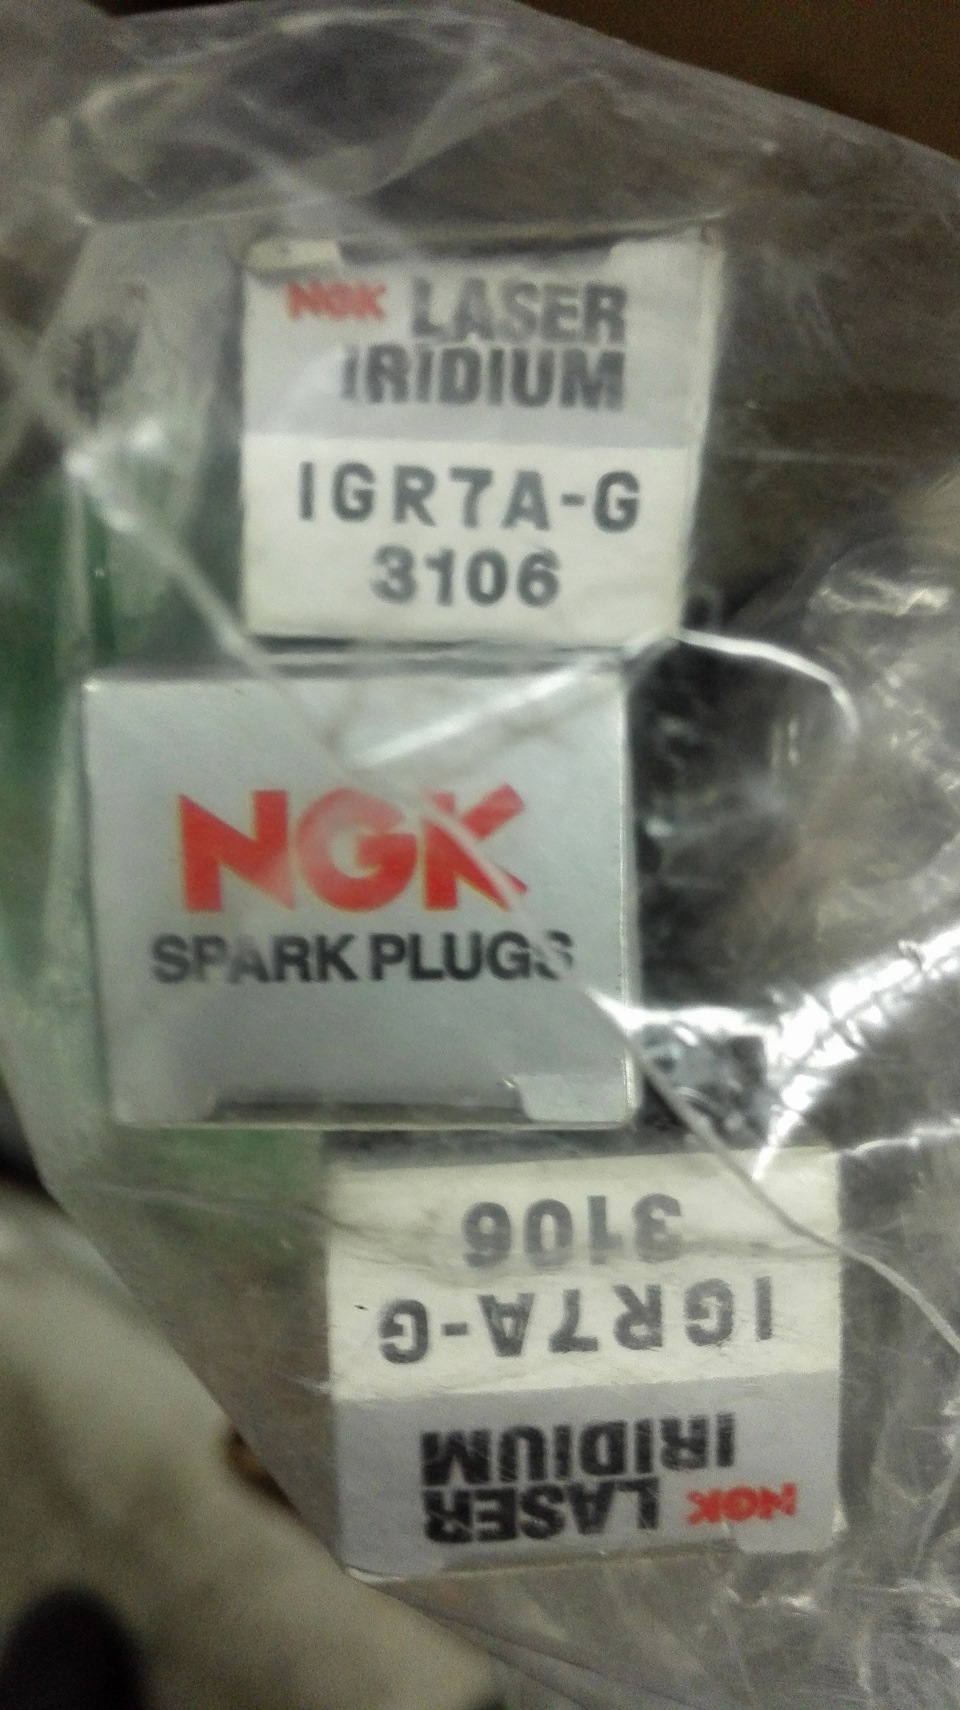 NGK LASER
IRIDIUM
IGR7A-G
3106
NGK
SPARK PLUGS
NGK LASER
IRIDIUM
IGR7A-G
3106